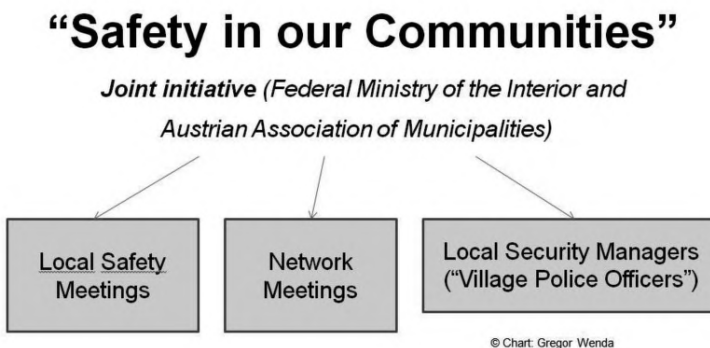 “Safety in our Communities”
Joint initiative (Federal Ministry of the Interior and
Austrian Association of Municipalities)
Local Safety
Meetings
Network
Meetings
Local Security Managers
(“Village Police Officers”)
© Chart: Gregor Wenda